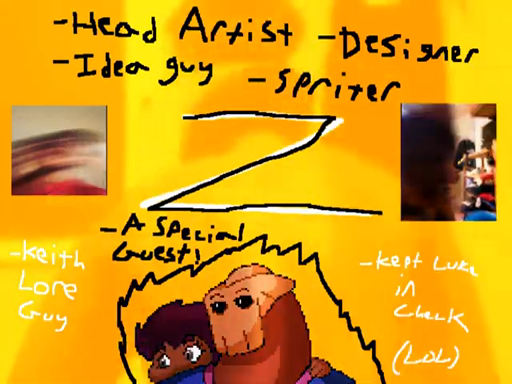 -Head Artist -Designer
-Idea guy -Spriter
Z
-A Special
Guest!
-Keith
Lore
Guy
-Kept Luke
in
Check
(LOL)